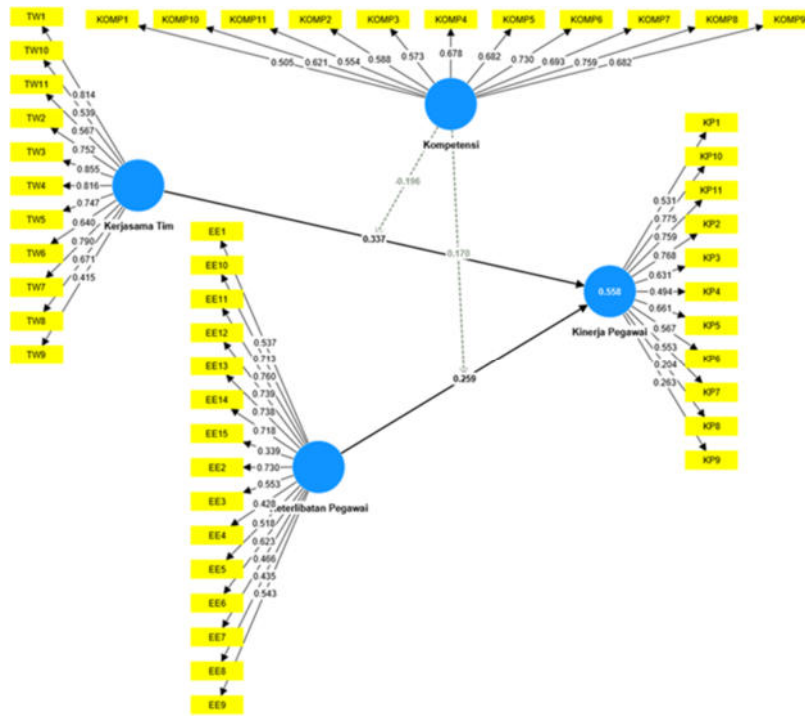 TW1
TW10
TW11
TW2
TW3
TW4
TW5
TW6
TW7
TW8
TW9
0.814
0.539
0.567
0.752
0.855
0.816
0.747
0.640
0.790
0.671
0.415
Kerjasama Tim
KOMP1
KOMP10
KOMP11
KOMP2
KOMP3
KOMP4
KOMP5
KOMP6
KOMP7
KOMP8
KOMP9
0.505
0.621
0.554
0.588
0.573
0.678
0.682
0.730
0.693
0.759
0.682
Kompetensi
-0.196
0.337
0.170
0.259
EE1
EE10
EE11
EE12
EE13
EE14
EE15
EE2
EE3
EE4
EE5
EE6
EE7
EE8
EE9
0.537
0.713
0.760
0.739
0.738
0.718
0.339
0.730
0.553
0.428
0.518
0.623
0.466
0.435
0.543
eterlibatan Pegawai
KP1
KP10
KP11
KP2
KP3
KP4
KP5
KP6
KP7
KP8
KP9
0.531
0.775
0.759
0.768
0.631
0.494
0.661
0.567
0.553
0.204
0.263
0.558
Kinerja Pegawai